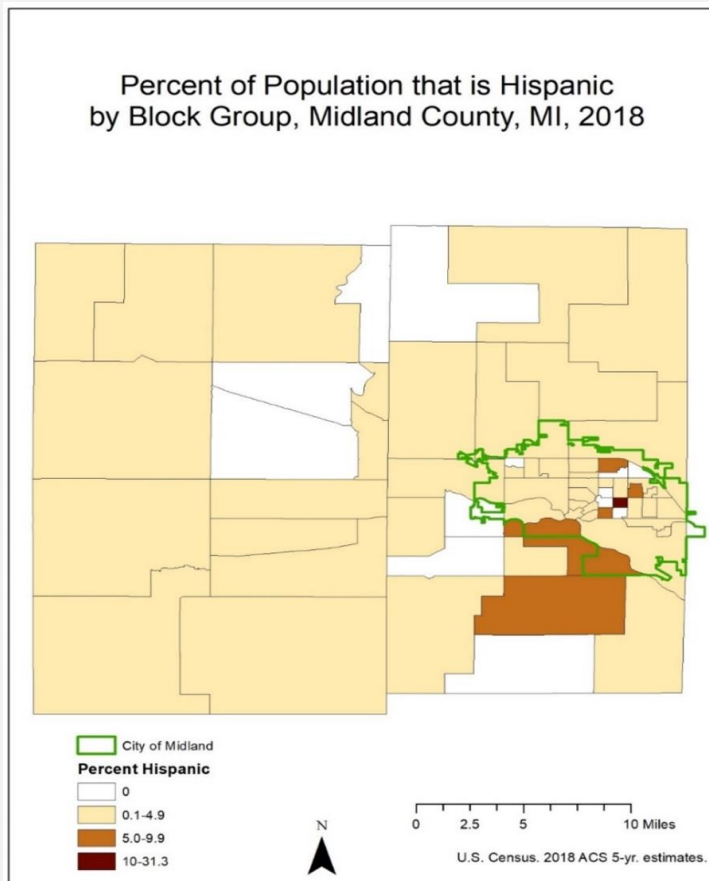 Percent of Population that is Hispanic
by Block Group, Midland County, MI, 2018
City of Midland
Percent Hispanic
0
0.1-4.9
5.0-9.9
10-31.3
N
0 2.5 5 10 Miles
U.S. Census. 2018 ACS 5-yr. estimates.